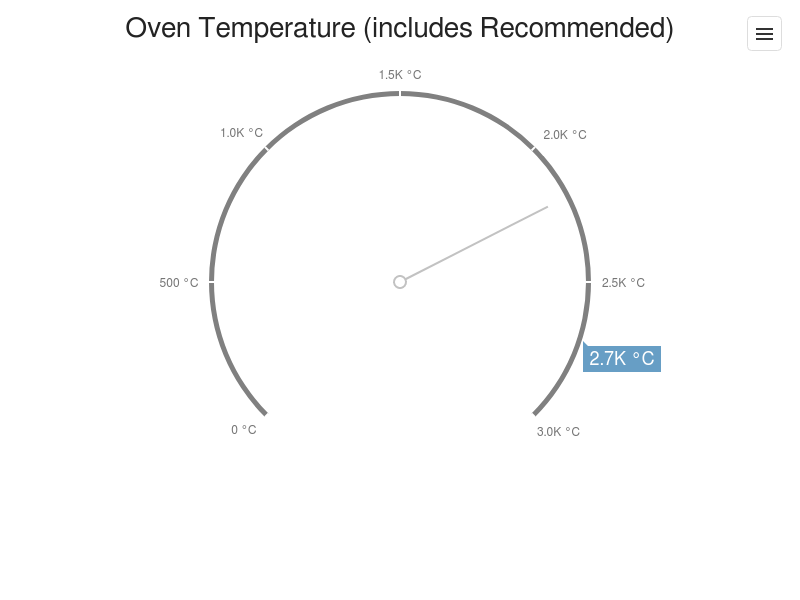 Oven Temperature (includes Recommended)
1.5K °C
1.0K °C
2.0K °C
500 °C
2.5K °C
2.7K °C
0 °C
3.0K °C